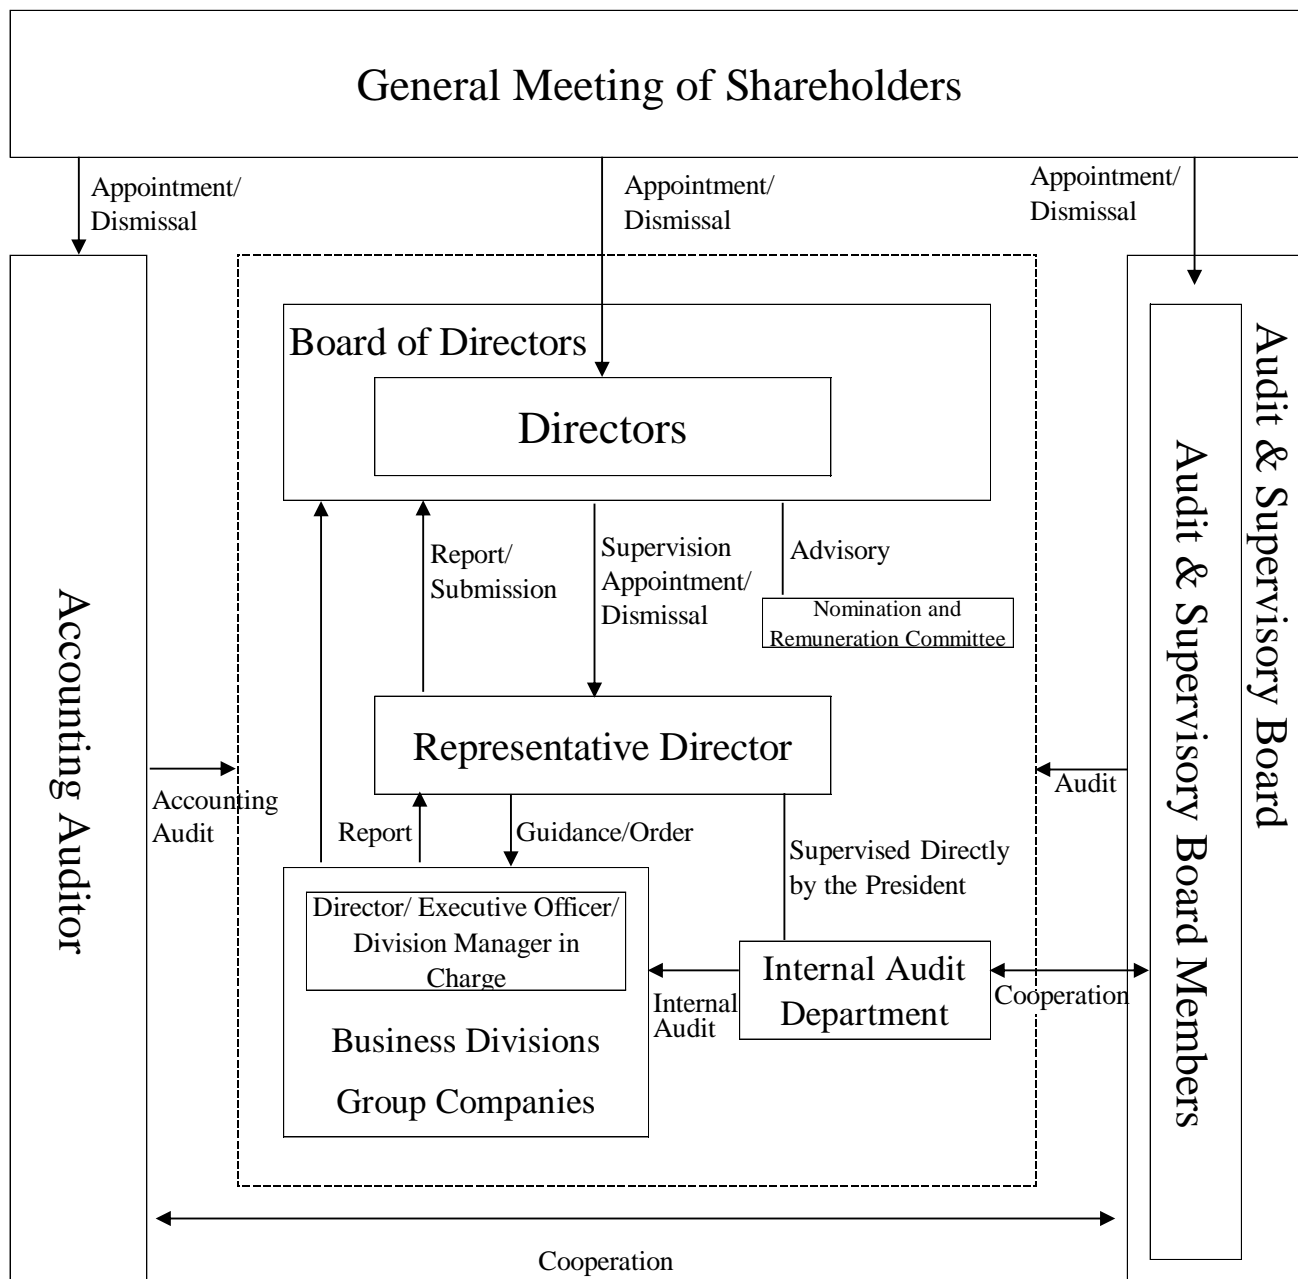 General Meeting of Shareholders
Appointment/
Dismissal
Appointment/
Dismissal
Appointment/
Dismissal
Board of Directors
Directors
Report/
Submission
Supervision
Appointment/
Dismissal
Advisory
Nomination and
Remuneration Committee
Representative Director
Accounting Auditor
Accounting
Audit
Audit
Report
Guidance/Order
Supervised Directly
by the President
Director/ Executive Officer/
Division Manager in
Charge
Business Divisions
Group Companies
Internal
Audit
Internal Audit
Department
Cooperation
Audit & Supervisory Board Members
Audit & Supervisory Board
Cooperation